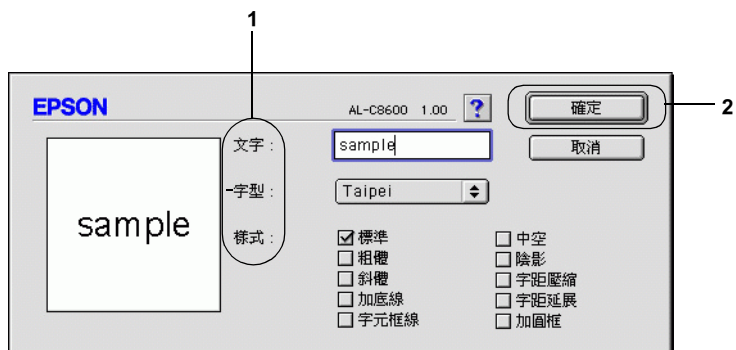 1
EPSON
AL-C8600 1.00 ?
確定
2
文字：
sample
取消
字型：
Taipei
sample
樣式：
標準
中空
粗體
陰影
斜體
字距壓縮
加底線
字距延展
字元框線
加圓框